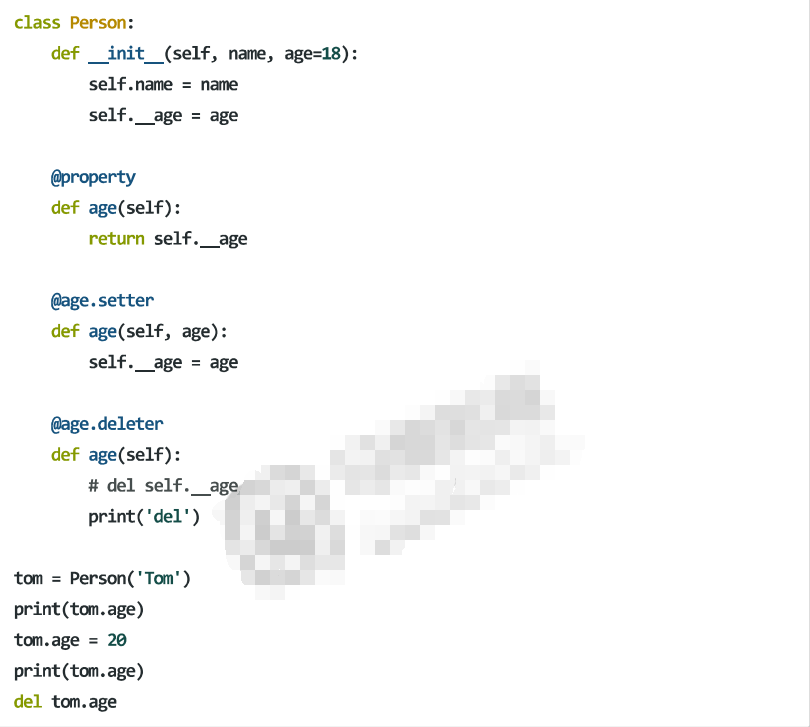 class Person:
    def __init__(self, name, age=18):
        self.name = name
        self.__age = age

    @property
    def age(self):
        return self.__age

    @age.setter
    def age(self, age):
        self.__age = age

    @age.deleter
    def age(self):
        # del self.__age
        print('del')

tom = Person('Tom')
print(tom.age)
tom.age = 20
print(tom.age)
del tom.age